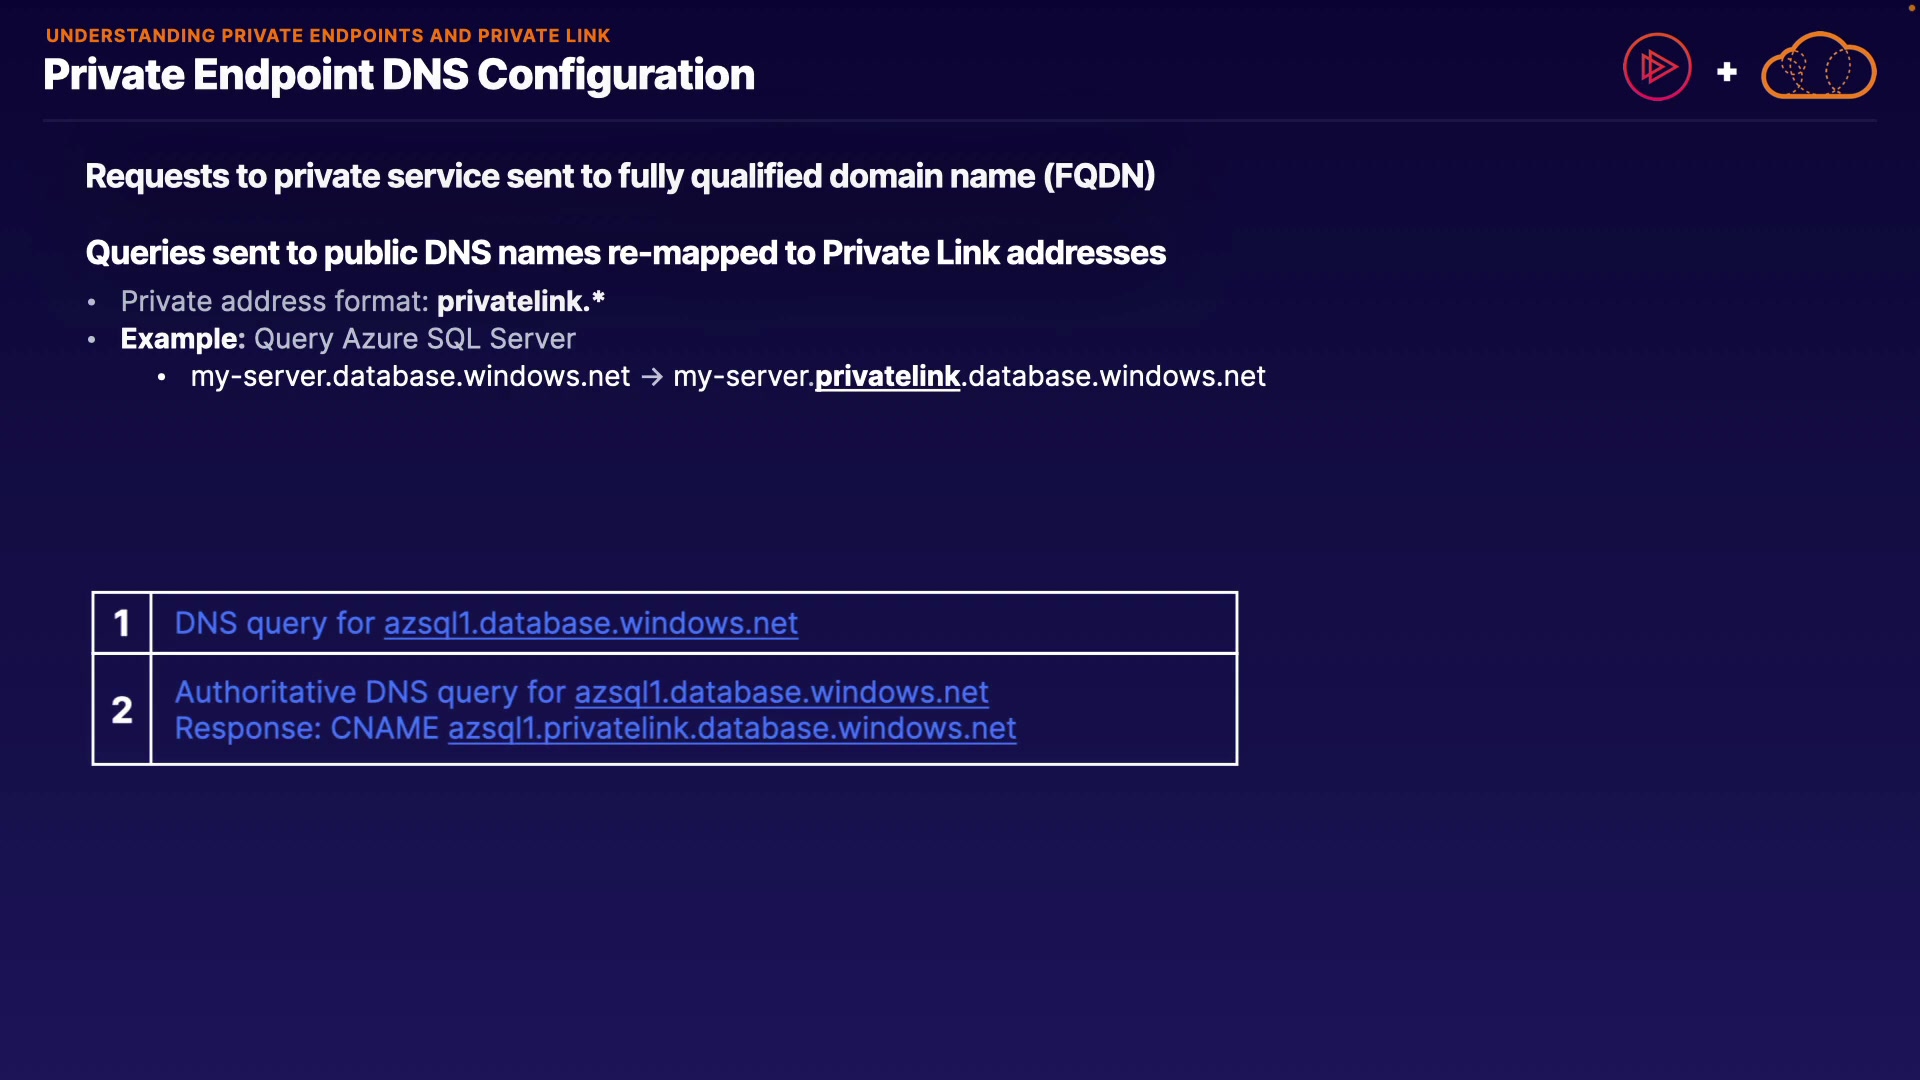 UNDERSTANDING PRIVATE ENDPOINTS AND PRIVATE LINK
Private Endpoint DNS Configuration
+
Requests to private service sent to fully qualified domain name (FQDN)
Queries sent to public DNS names re-mapped to Private Link addresses
• Private address format: privatelink.*
• Example: Query Azure SQL Server
• my-server.database.windows.net → my-server.privatelink.database.windows.net
1 DNS query for azsql1.database.windows.net
2 Authoritative DNS query for azsql1.database.windows.net
Response: CNAME azsql1.privatelink.database.windows.net